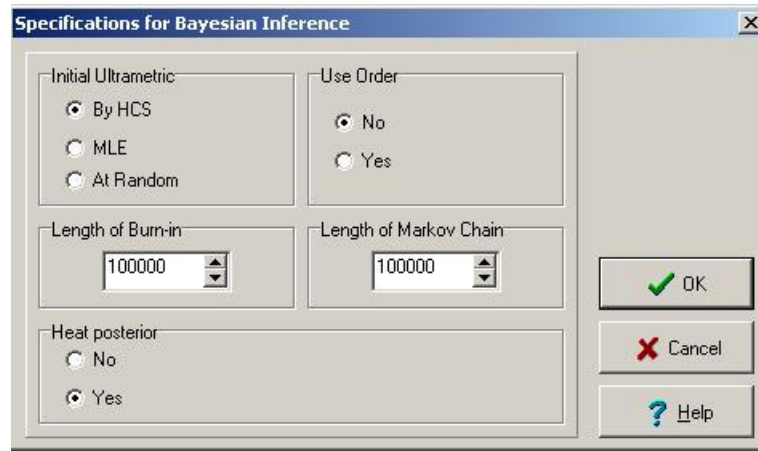 Specifications for Bayesian Inference
Initial Ultrametric
By HCS
MLE
At Random
Use Order
No
Yes
Length of Burn-in
100000
Length of Markov Chain
100000
Heat posterior
No
Yes
OK
Cancel
Help